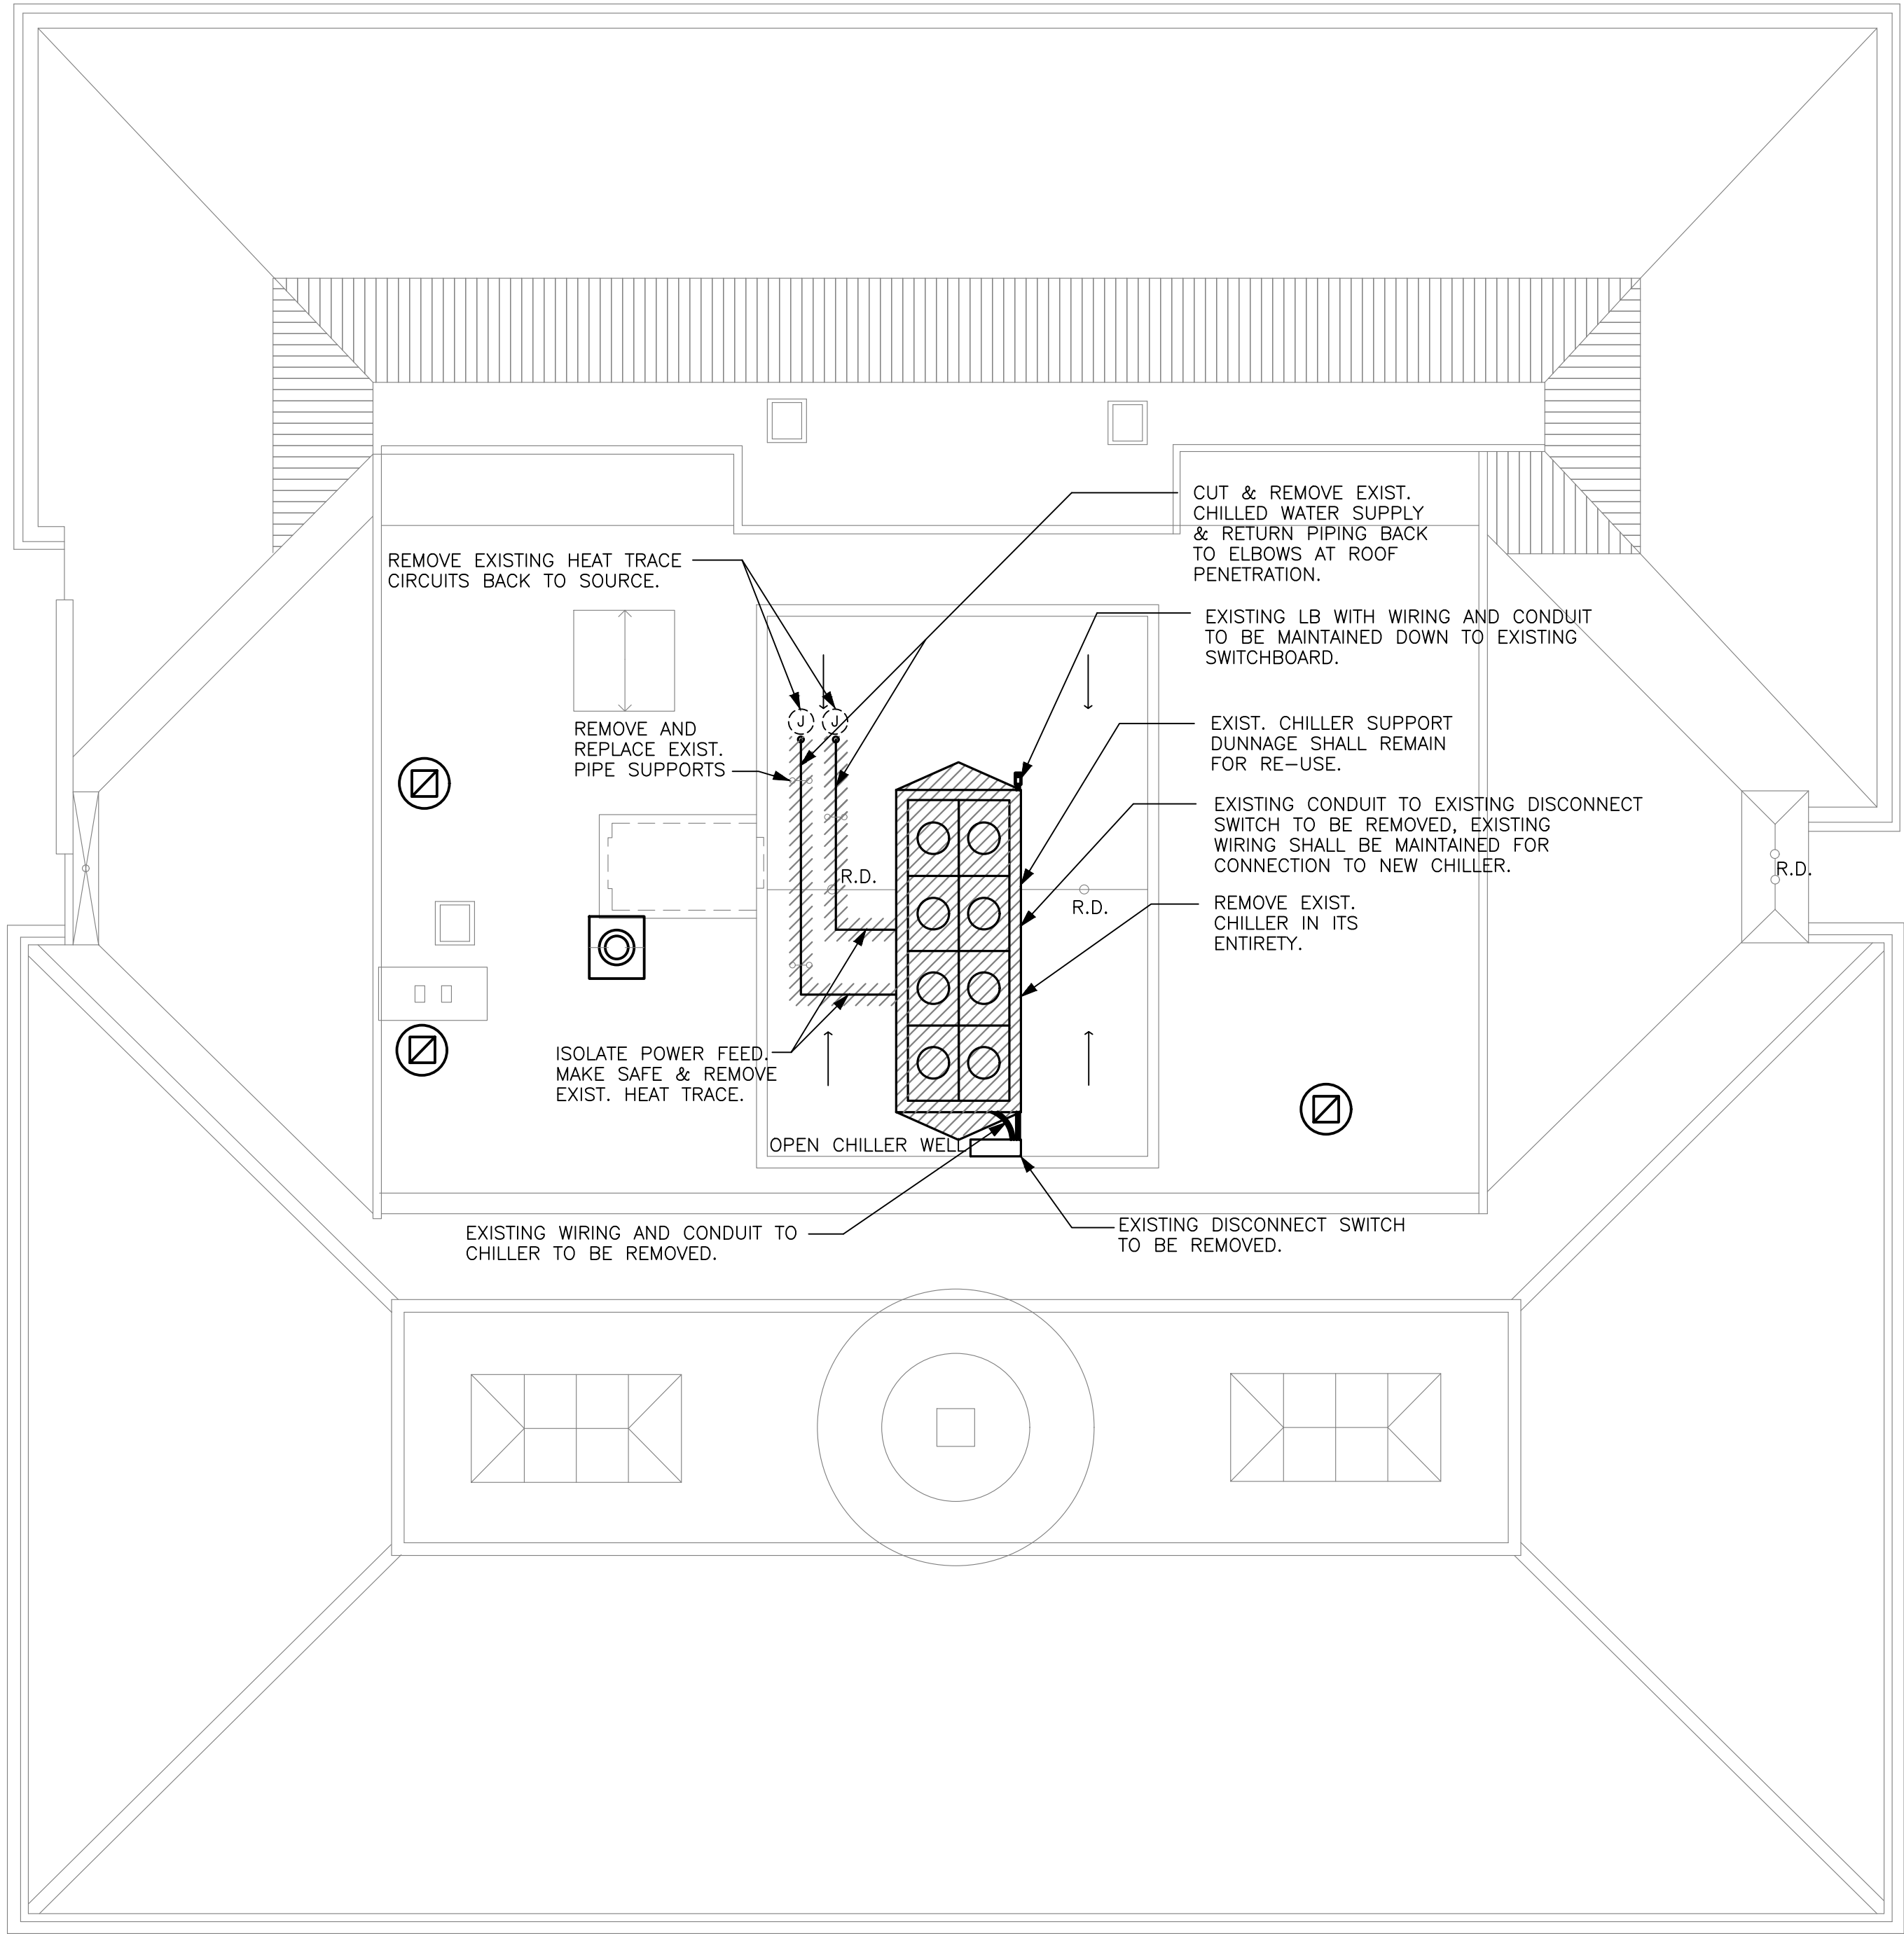 CUT & REMOVE EXIST.
CHILLED WATER SUPPLY
& RETURN PIPING BACK
TO ELBOWS AT ROOF
PENETRATION.
REMOVE EXISTING HEAT TRACE
CIRCUITS BACK TO SOURCE.
EXISTING LB WITH WIRING AND CONDUIT
TO BE MAINTAINED DOWN TO EXISTING
SWITCHBOARD.
J J
REMOVE AND
REPLACE EXIST.
PIPE SUPPORTS
EXIST. CHILLER SUPPORT
DUNNAGE SHALL REMAIN
FOR RE-USE.
EXISTING CONDUIT TO EXISTING DISCONNECT
SWITCH TO BE REMOVED, EXISTING
WIRING SHALL BE MAINTAINED FOR
CONNECTION TO NEW CHILLER.
R.D.
R.D.
R.D.
REMOVE EXIST.
CHILLER IN ITS
ENTIRETY.
ISOLATE POWER FEED.
MAKE SAFE & REMOVE
EXIST. HEAT TRACE.
OPEN CHILLER WELL
EXISTING WIRING AND CONDUIT TO
CHILLER TO BE REMOVED.
EXISTING DISCONNECT SWITCH
TO BE REMOVED.